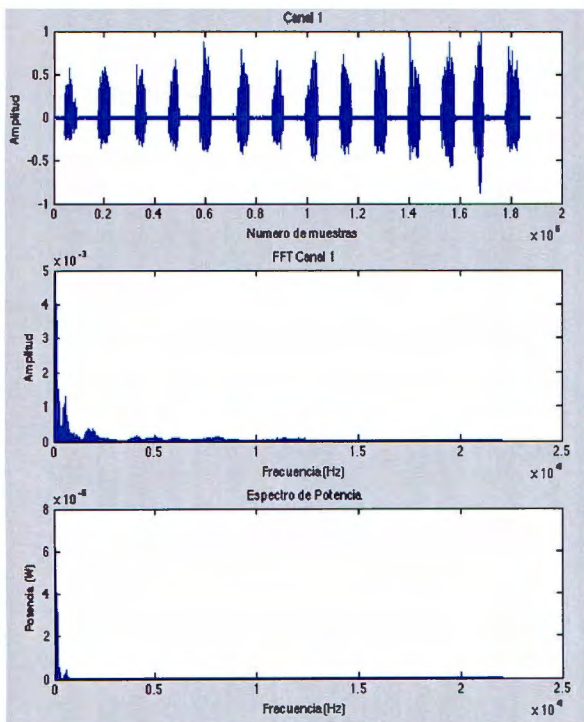 Canal 1
1
0.5
0
-0.5
-1
Amplitud
0 0.2 0.4 0.6 0.8 1 1.2 1.4 1.6 1.8 2
Numero de muestras
x 10^5
FFT Canal 1
x 10^-3
5
4
3
2
1
0
Amplitud
0 0.5 1 1.5 2 2.5
Frecuencia(Hz)
x 10^4
Espectro de Potencia
8
6
4
2
0
Potencia (W)
0 0.5 1 1.5 2 2.5
Frecuencia(Hz)
x 10^4